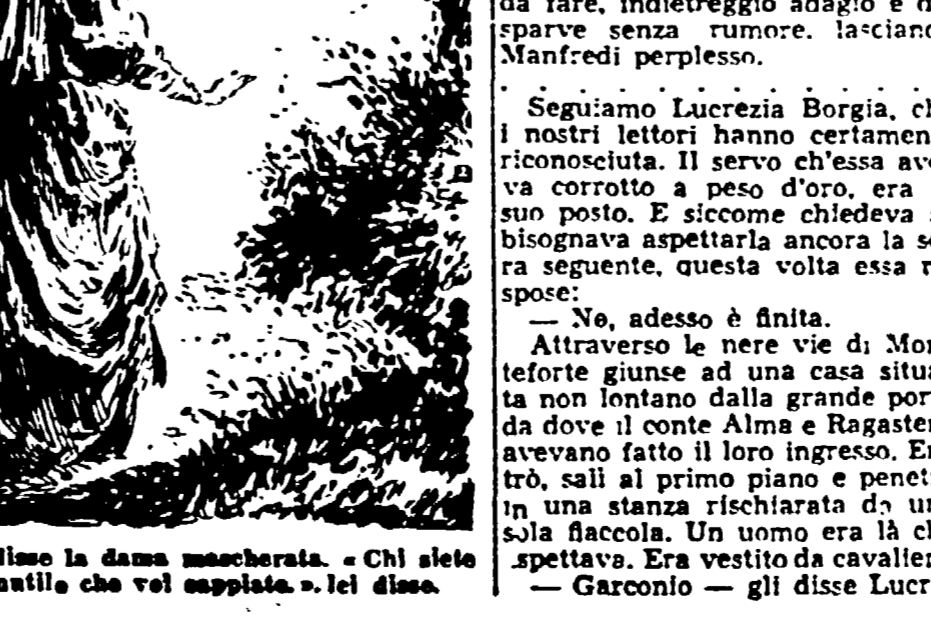 disse la dama mascherata. « Chi siete
nutile che voi sappiate. ». lei disse.
da fare, indietreggiò adagio e d
sparve senza rumore. lasciand
Manfredi perplesso.
. . . . . . . . . . . . .
Seguiamo Lucrezia Borgia, ch
i nostri lettori hanno certamen
riconosciuta. Il servo ch'essa ave
va corrotto a peso d'oro, era
suo posto. E siccome chiedeva
bisognava aspettarla ancora la se
ra seguente, questa volta essa r
spose:
— No, adesso è finita.
Attraverso le nere vie di Mon
teforte giunse ad una casa situa
ta non lontano dalla grande por
da dove il conte Alma e Ragasten
avevano fatto il loro ingresso. En
trò, salì al primo piano e penetr
in una stanza rischiarata da un
sola fiaccola. Un uomo era là ch
spettava. Era vestito da cavalier
— Garconio — gli disse Lucr